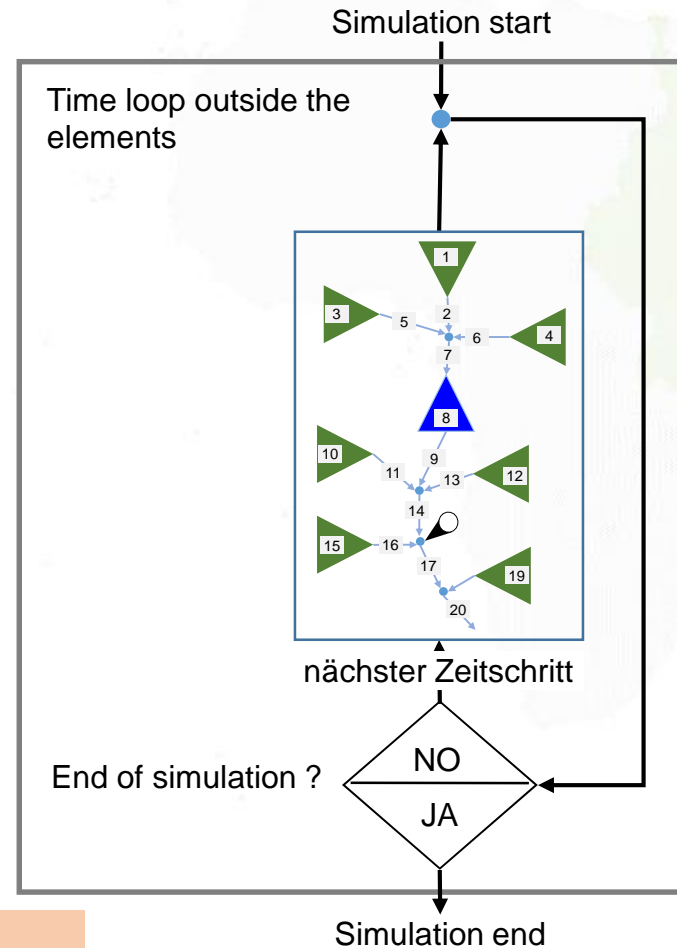 Simulation start
Time loop outside the
elements
1
3
2
5
6
4
7
8
10
9
11
13
12
14
15
16
17
19
20
nächster Zeitschritt
End of simulation ?
NO
JA
Simulation end